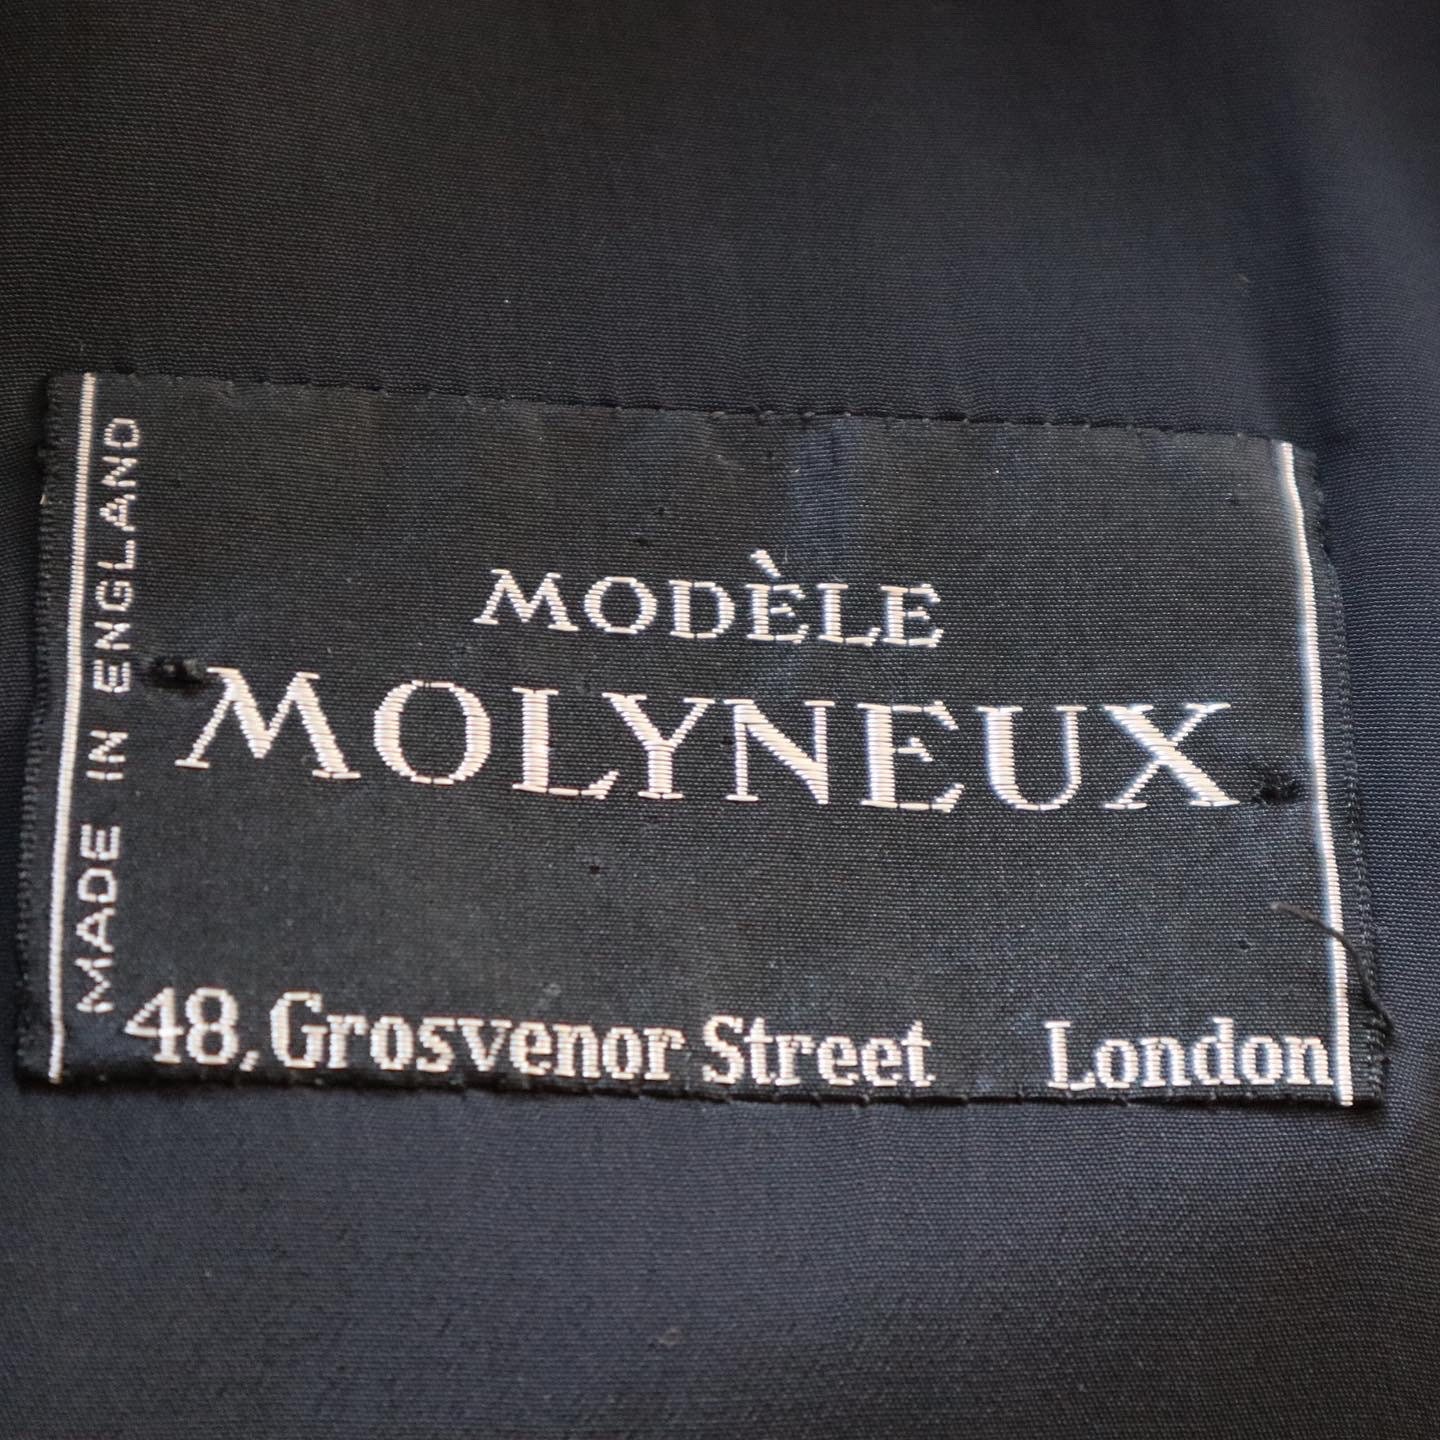 MADE IN ENGLAND
MODÈLE
MOLYNEUX
48, Grosvenor Street London